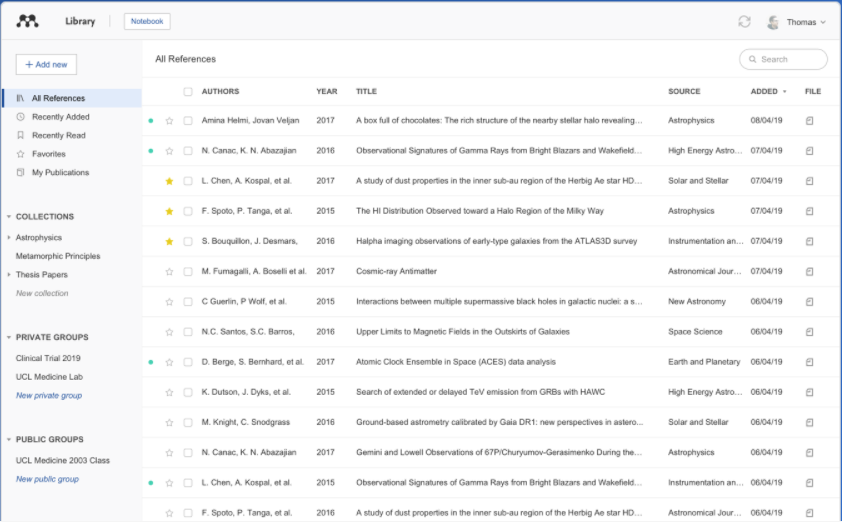 Library
Notebook
Thomas
+ Add new
All References
Recently Added
Recently Read
Favorites
My Publications
COLLECTIONS
Astrophysics
Metamorphic Principles
Thesis Papers
New collection
PRIVATE GROUPS
Clinical Trial 2019
UCL Medicine Lab
New private group
PUBLIC GROUPS
UCL Medicine 2003 Class
New public group
All References
Search
AUTHORS YEAR TITLE SOURCE ADDED FILE
Amina Helmi, Jovan Veljan 2017 A box full of chocolates: The rich structure of the nearby stellar halo revealing... Astrophysics 08/04/19
N. Canac, K. N. Abazajian 2016 Observational Signatures of Gamma Rays from Bright Blazars and Wakefield... High Energy Astro... 07/04/19
L. Chen, A. Kospal, et al. 2017 A study of dust properties in the inner sub-au region of the Herbig Ae star HD... Solar and Stellar 07/04/19
F. Spoto, P. Tanga, et al. 2015 The HI Distribution Observed toward a Halo Region of the Milky Way Astrophysics 07/04/19
S. Bouquillon, J. Desmars, 2016 Halpha imaging observations of early-type galaxies from the ATLAS3D survey Instrumentation an... 07/04/19
M. Fumagalli, A. Boselli et al. 2017 Cosmic-ray Antimatter Astronomical Jour... 07/04/19
C Guerlin, P Wolf, et al. 2015 Interactions between multiple supermassive black holes in galactic nuclei: a s... New Astronomy 06/04/19
N.C. Santos, S.C. Barros, 2016 Upper Limits to Magnetic Fields in the Outskirts of Galaxies Space Science 06/04/19
D. Berge, S. Bernhard, et al. 2017 Atomic Clock Ensemble in Space (ACES) data analysis Earth and Planetary 06/04/19
K. Dutson, J. Dyks, et al. 2015 Search of extended or delayed TeV emission from GRBs with HAWC High Energy Astro... 06/04/19
M. Knight, C. Snodgrass 2016 Ground-based astrometry calibrated by Gaia DR1: new perspectives in astero... Solar and Stellar 06/04/19
N. Canac, K. N. Abazajian 2017 Gemini and Lowell Observations of 67P/Churyumov-Gerasimenko During the... Astrophysics 06/04/19
L. Chen, A. Kospal, et al. 2015 Observational Signatures of Gamma Rays from Bright Blazars and Wakefield... Instrumentation an... 06/04/19
F. Spoto, P. Tanga, et al. 2016 A study of dust properties in the inner sub-au region of the Herbig Ae star HD... Astronomical Jour... 06/04/19